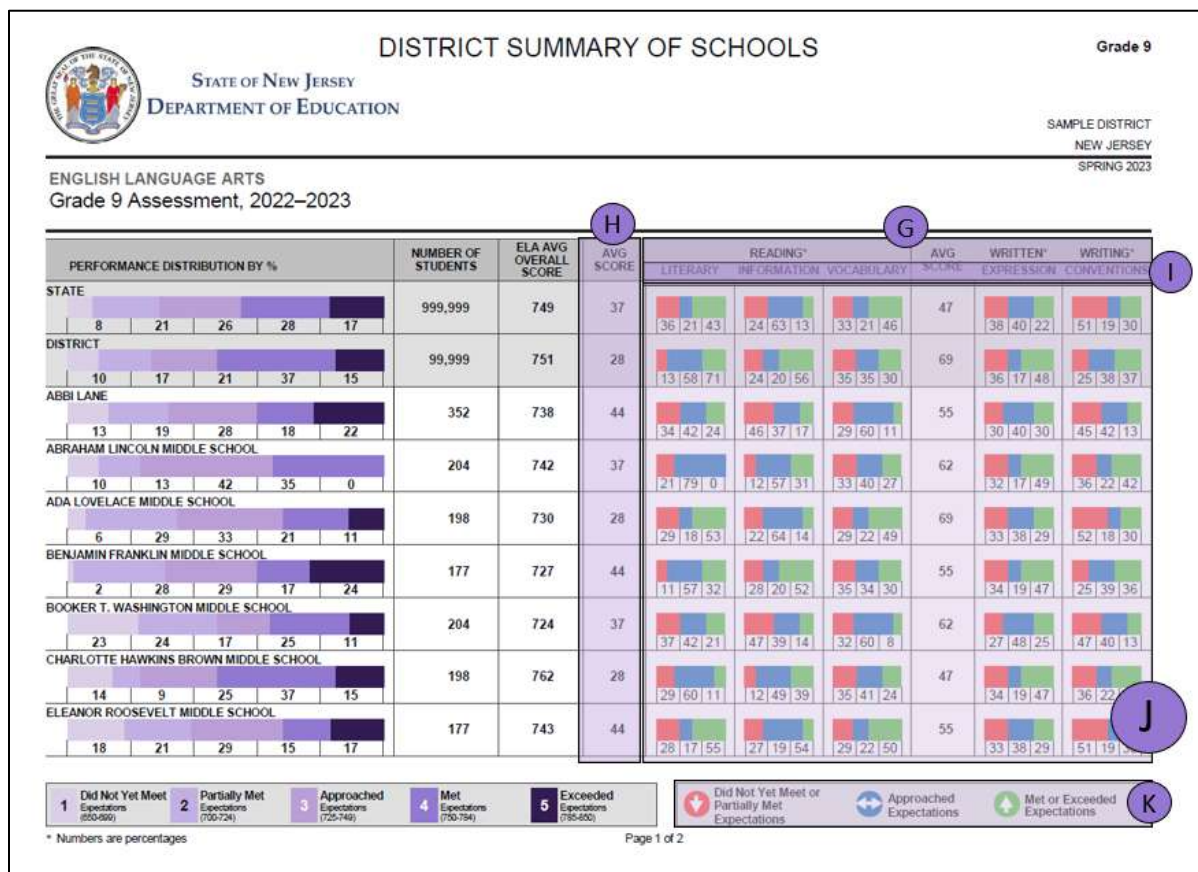 DISTRICT SUMMARY OF SCHOOLS
Grade 9
STATE OF NEW JERSEY
DEPARTMENT OF EDUCATION
SAMPLE DISTRICT
NEW JERSEY
SPRING 2023
ENGLISH LANGUAGE ARTS
Grade 9 Assessment, 2022–2023
H
G
PERFORMANCE DISTRIBUTION BY %
NUMBER OF STUDENTS
ELA AVG OVERALL SCORE
AVG SCORE
READING*
LITERARY INFORMATION VOCABULARY
AVG SCORE
WRITTEN* EXPRESSION
WRITING* CONVENTIONS
I
STATE
8 21 26 28 17 999,999 749 37 36 21 43 24 63 13 33 21 46 47 38 40 22 51 19 30
DISTRICT
10 17 21 37 15 99,999 751 28 13 58 71 24 20 56 35 35 30 69 36 17 48 25 38 37
ABBI LANE
13 19 28 18 22 352 738 44 34 42 24 46 37 17 29 60 11 55 30 40 30 45 42 13
ABRAHAM LINCOLN MIDDLE SCHOOL
10 13 42 35 0 204 742 37 21 79 0 12 57 31 33 40 27 62 32 17 49 36 22 42
ADA LOVELACE MIDDLE SCHOOL
6 29 33 21 11 198 730 28 29 18 53 22 64 14 29 22 49 69 33 38 29 52 18 30
BENJAMIN FRANKLIN MIDDLE SCHOOL
2 28 29 17 24 177 727 44 11 57 32 28 20 52 35 34 30 55 34 19 47 25 39 36
BOOKER T. WASHINGTON MIDDLE SCHOOL
23 24 17 25 11 204 724 37 37 42 21 47 39 14 32 60 8 62 27 48 25 47 40 13
CHARLOTTE HAWKINS BROWN MIDDLE SCHOOL
14 9 25 37 15 198 762 28 29 60 11 12 49 39 35 41 24 47 34 19 47 36 22
ELEANOR ROOSEVELT MIDDLE SCHOOL
18 21 29 15 17 177 743 44 28 17 55 27 19 54 29 22 50 55 33 38 29 51 19
J
1 Did Not Yet Meet Expectations (650-699)
2 Partially Met Expectations (700-724)
3 Approached Expectations (725-749)
4 Met Expectations (750-784)
5 Exceeded Expectations (785-850)
Did Not Yet Meet or Partially Met Expectations
Approached Expectations
Met or Exceeded Expectations
K
* Numbers are percentages
Page 1 of 2